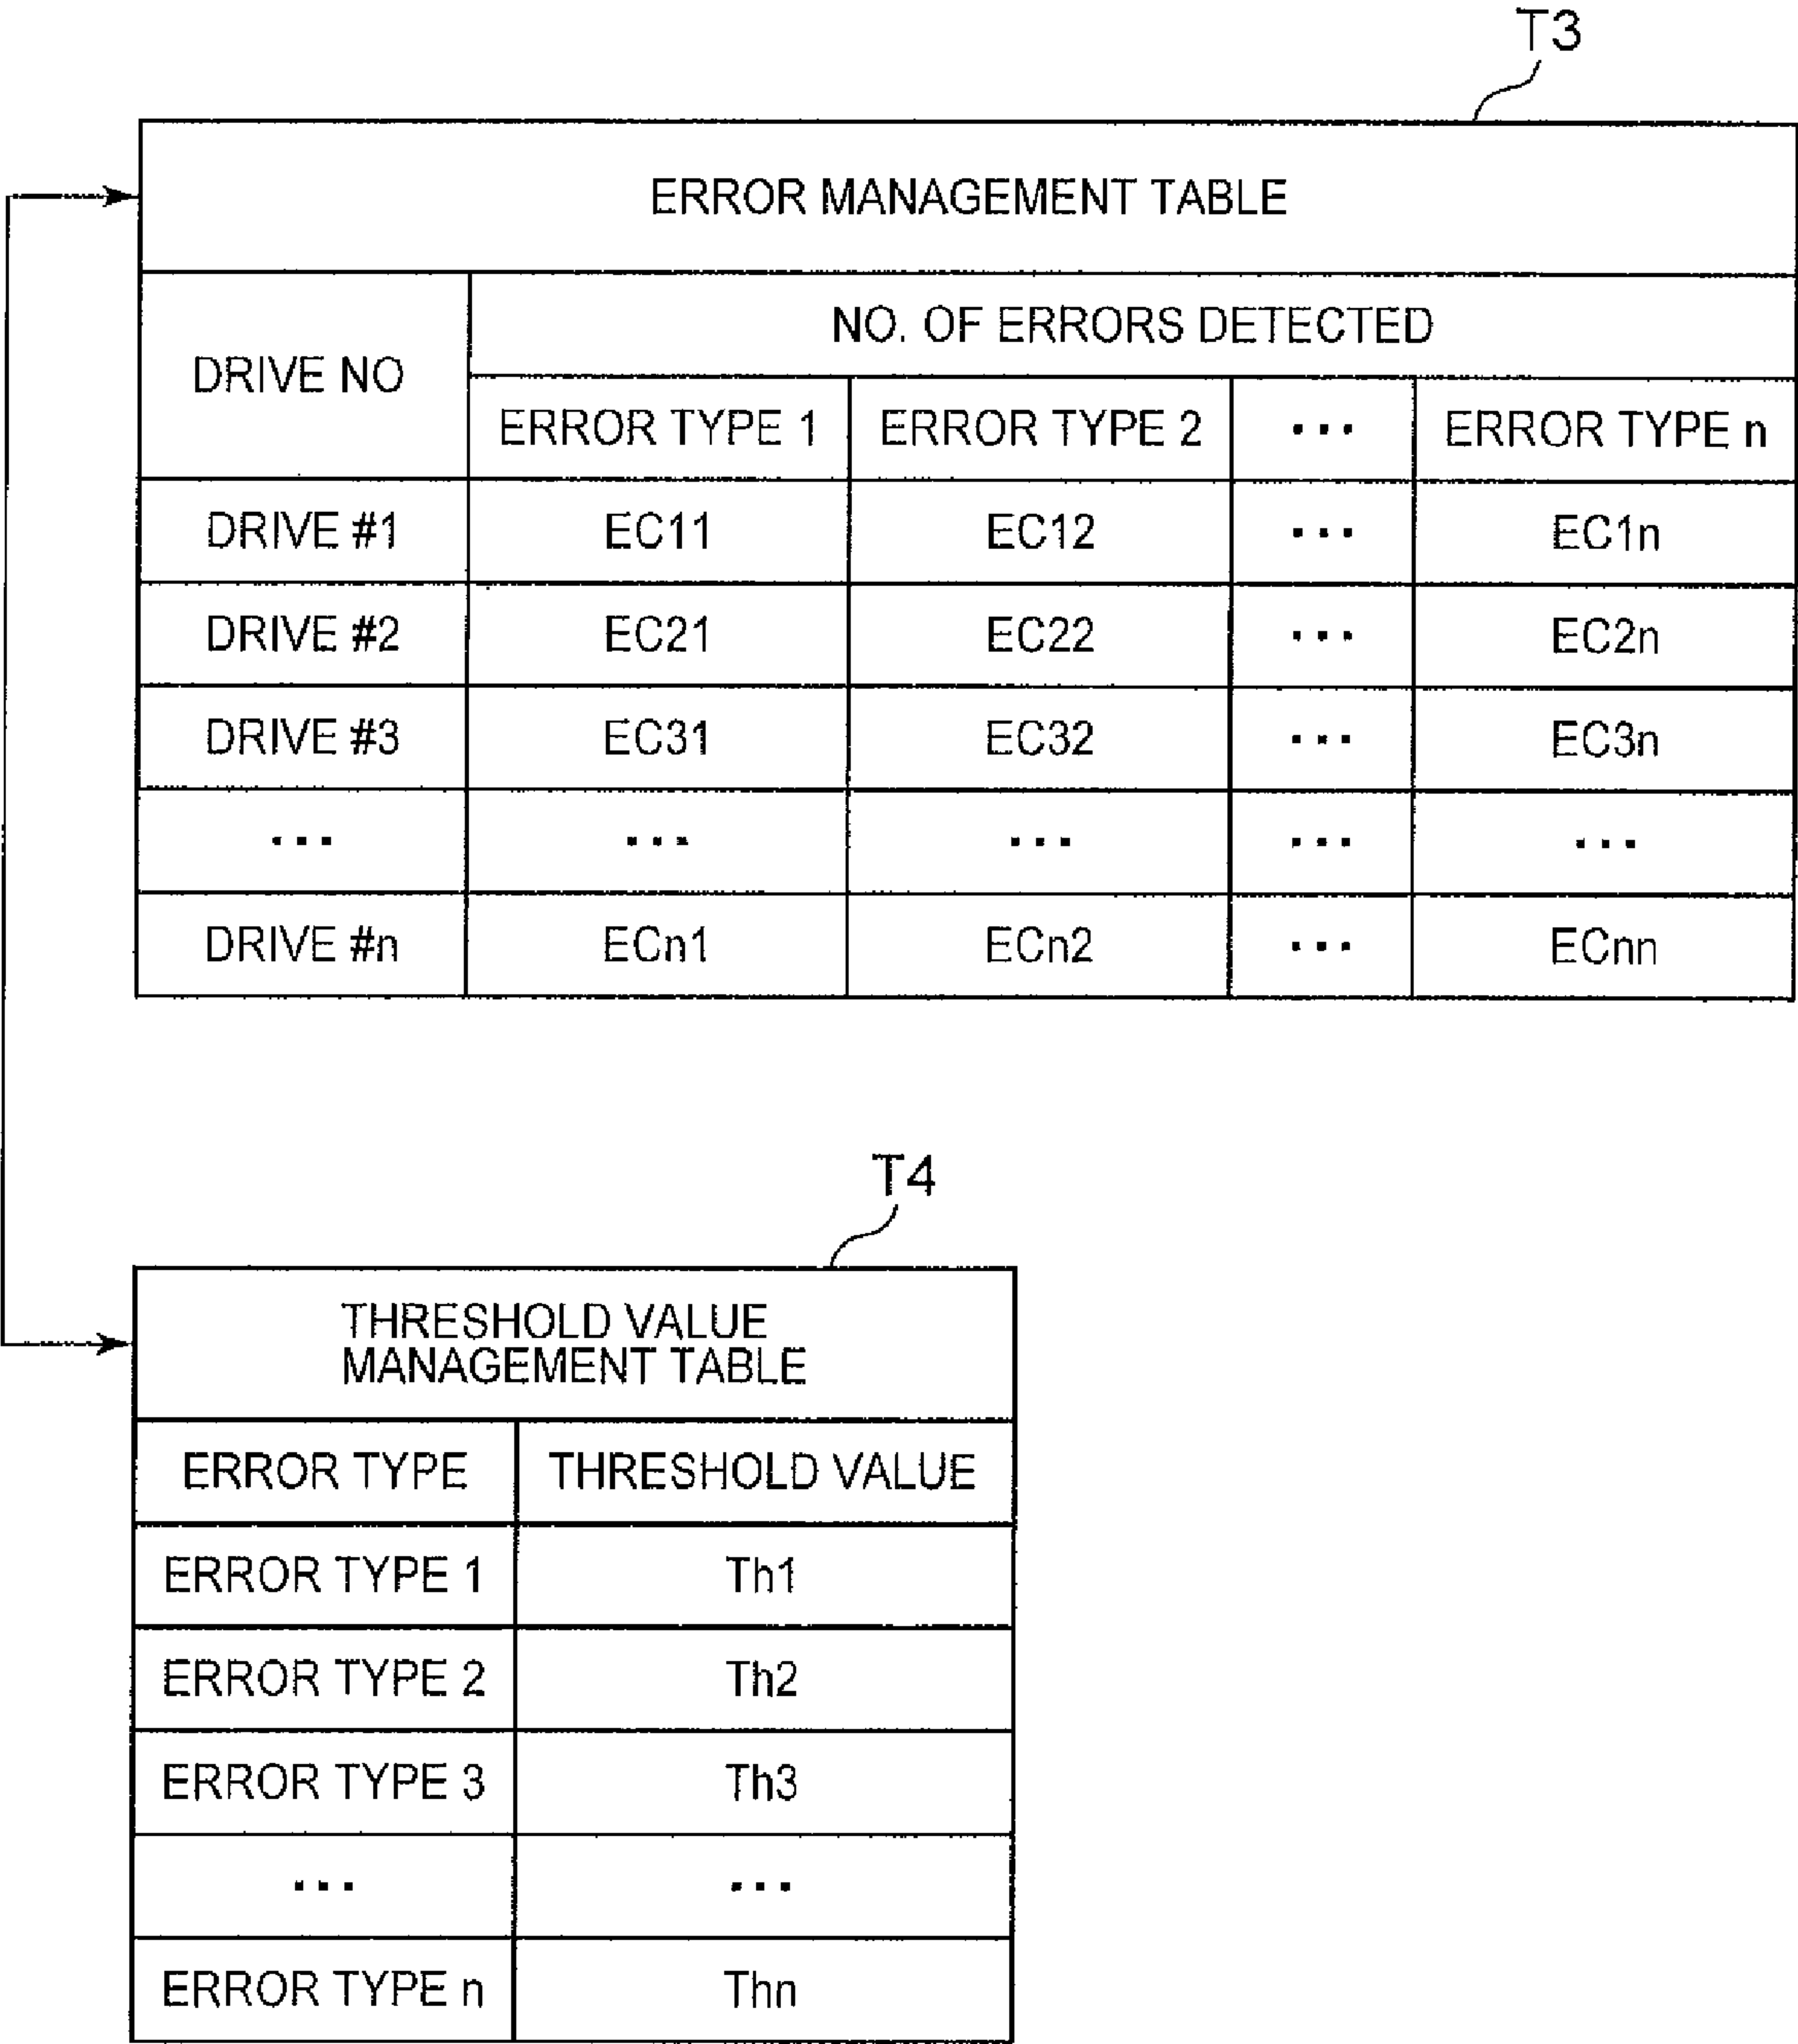 T3
ERROR MANAGEMENT TABLE
DRIVE NO
NO. OF ERRORS DETECTED
ERROR TYPE 1 ERROR TYPE 2 ... ERROR TYPE n
DRIVE #1 EC11 EC12 ... EC1n
DRIVE #2 EC21 EC22 ... EC2n
DRIVE #3 EC31 EC32 ... EC3n
... ... ... ... ...
DRIVE #n ECn1 ECn2 ... ECnn
T4
THRESHOLD VALUE
MANAGEMENT TABLE
ERROR TYPE THRESHOLD VALUE
ERROR TYPE 1 Th1
ERROR TYPE 2 Th2
ERROR TYPE 3 Th3
... ...
ERROR TYPE n Thn